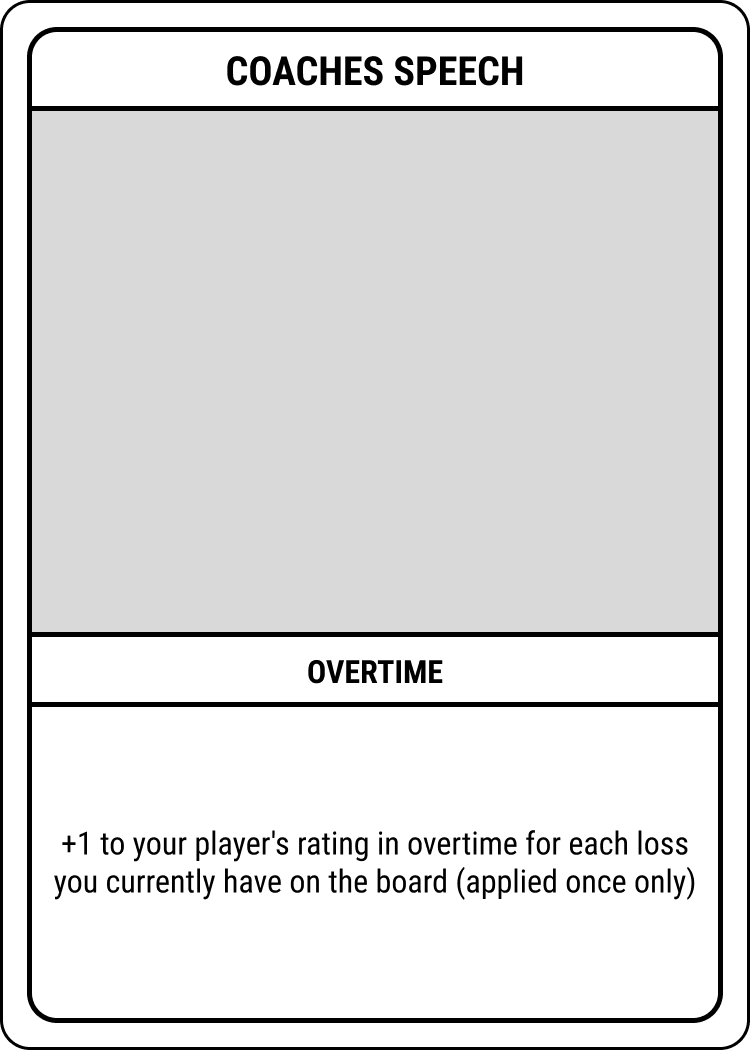 COACHES SPEECH
OVERTIME
+1 to your player's rating in overtime for each loss
you currently have on the board (applied once only)